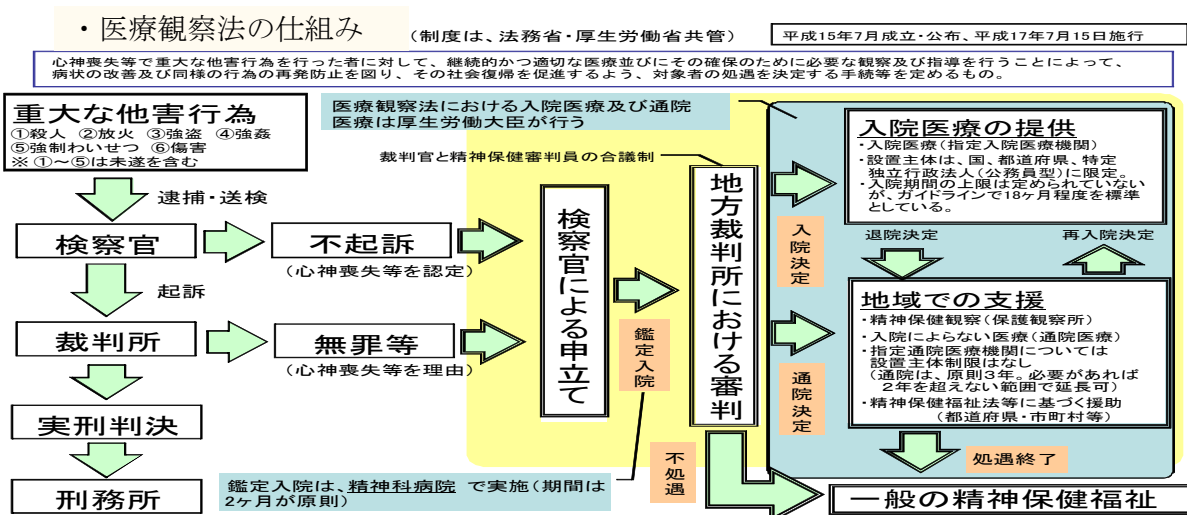 ・医療観察法の仕組み
(制度は、法務省・厚生労働省共管)
平成15年7月成立・公布、平成17年7月15日施行
心神喪失等で重大な他害行為を行った者に対して、継続的かつ適切な医療並びにその確保のために必要な観察及び指導を行うことによって、
病状の改善及び同様の行為の再発防止を図り、その社会復帰を促進するよう、対象者の処遇を決定する手続等を定めるもの。
重大な他害行為
①殺人 ②放火 ③強盗 ④強姦
⑤強制わいせつ ⑥傷害
※ ①～⑤は未遂を含む
逮捕・送検
検察官
起訴
裁判所
実刑判決
刑務所
不起訴
(心神喪失等を認定)
無罪等
(心神喪失等を理由)
医療観察法における入院医療及び通院
医療は厚生労働大臣が行う
裁判官と精神保健審判員の合議制
検察官による申立て
鑑定入院
地方裁判所における審判
入院決定
通院決定
不処遇
鑑定入院は、精神科病院 で実施(期間は
2ヶ月が原則)
入院医療の提供
・入院医療(指定入院医療機関)
・設置主体は、国、都道府県、特定
独立行政法人(公務員型)に限定。
・入院期間の上限は定められていない
が、ガイドラインで18ヶ月程度を標準
としている。
退院決定
再入院決定
地域での支援
・精神保健観察(保護観察所)
・入院によらない医療(通院医療)
・指定通院医療機関については
設置主体制限はなし
(通院は、原則3年。必要があれば
2年を超えない範囲で延長可)
・精神保健福祉法等に基づく援助
(都道府県・市町村等)
処遇終了
一般の精神保健福祉